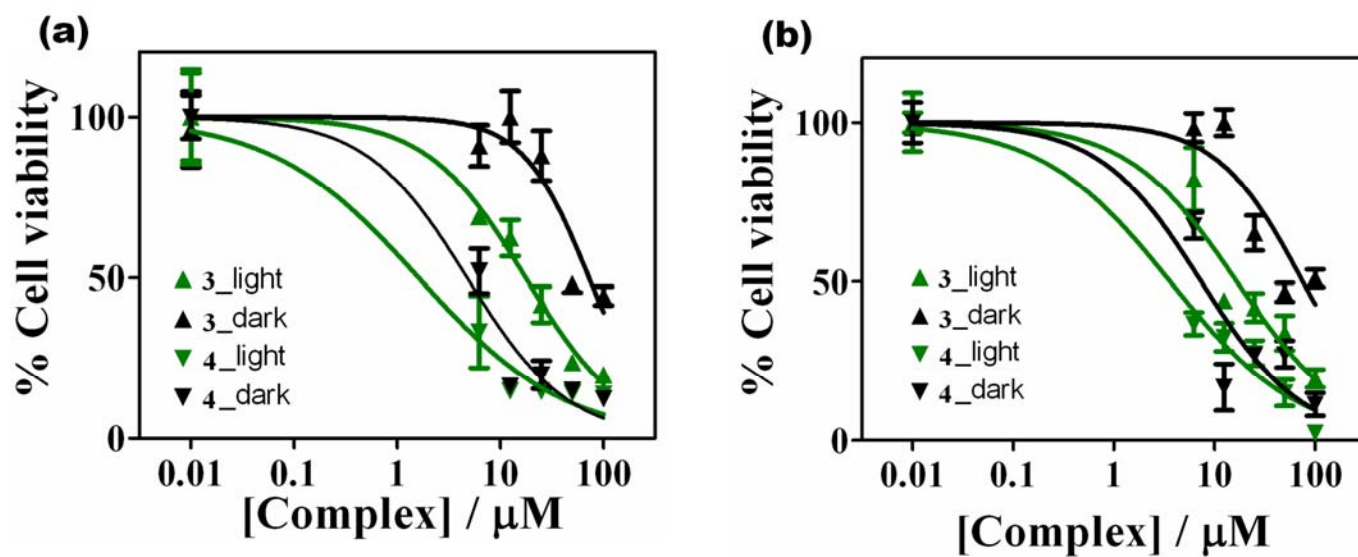 (a)
% Cell viability
100
50
0
3_light
3_dark
4_light
4_dark
0.01 0.1 1 10 100
[Complex] / μM
(b)
% Cell viability
100
50
0
3_light
3_dark
4_light
4_dark
0.01 0.1 1 10 100
[Complex] / μM